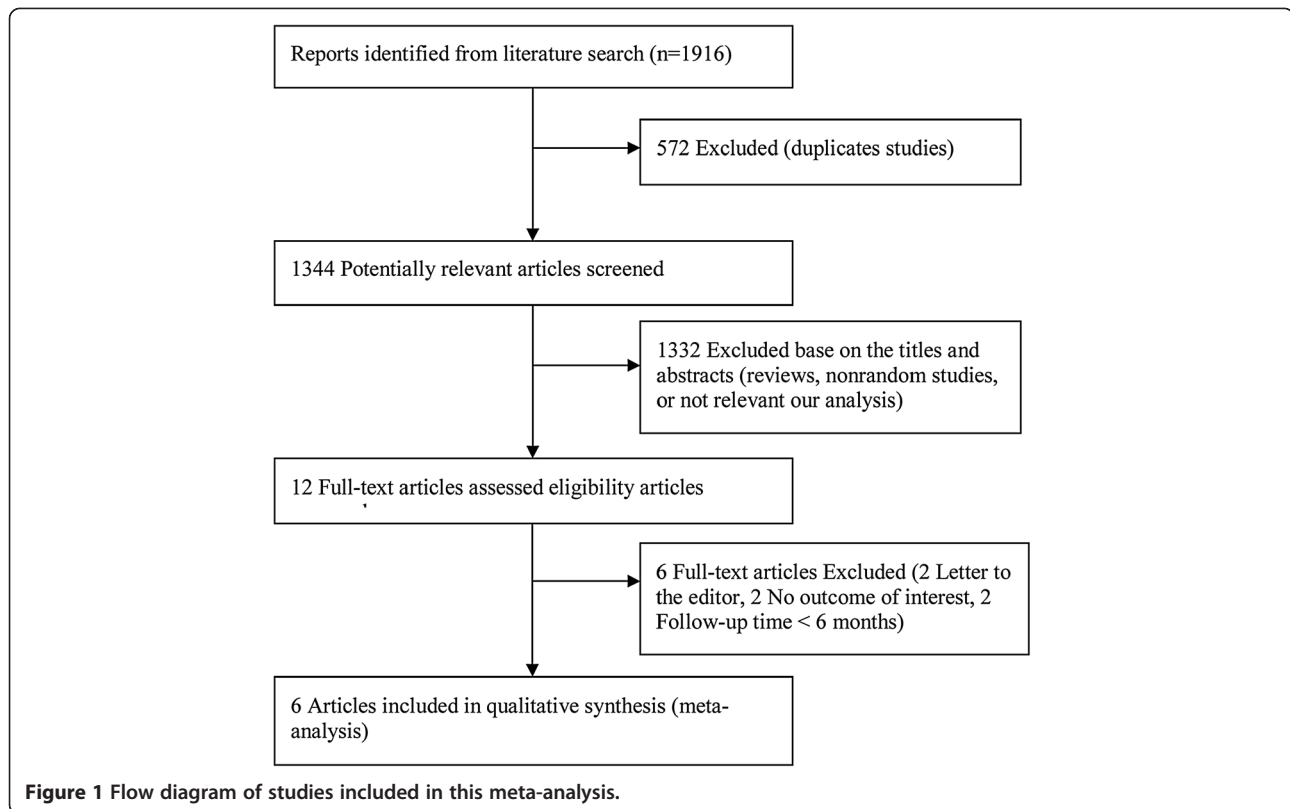 Reports identified from literature search (n=1916)
572 Excluded (duplicates studies)
1344 Potentially relevant articles screened
1332 Excluded base on the titles and
abstracts (reviews, nonrandom studies,
or not relevant our analysis)
12 Full-text articles assessed eligibility articles
6 Full-text articles Excluded (2 Letter to
the editor, 2 No outcome of interest, 2
Follow-up time < 6 months)
6 Articles included in qualitative synthesis (meta-
analysis)
Figure 1 Flow diagram of studies included in this meta-analysis.